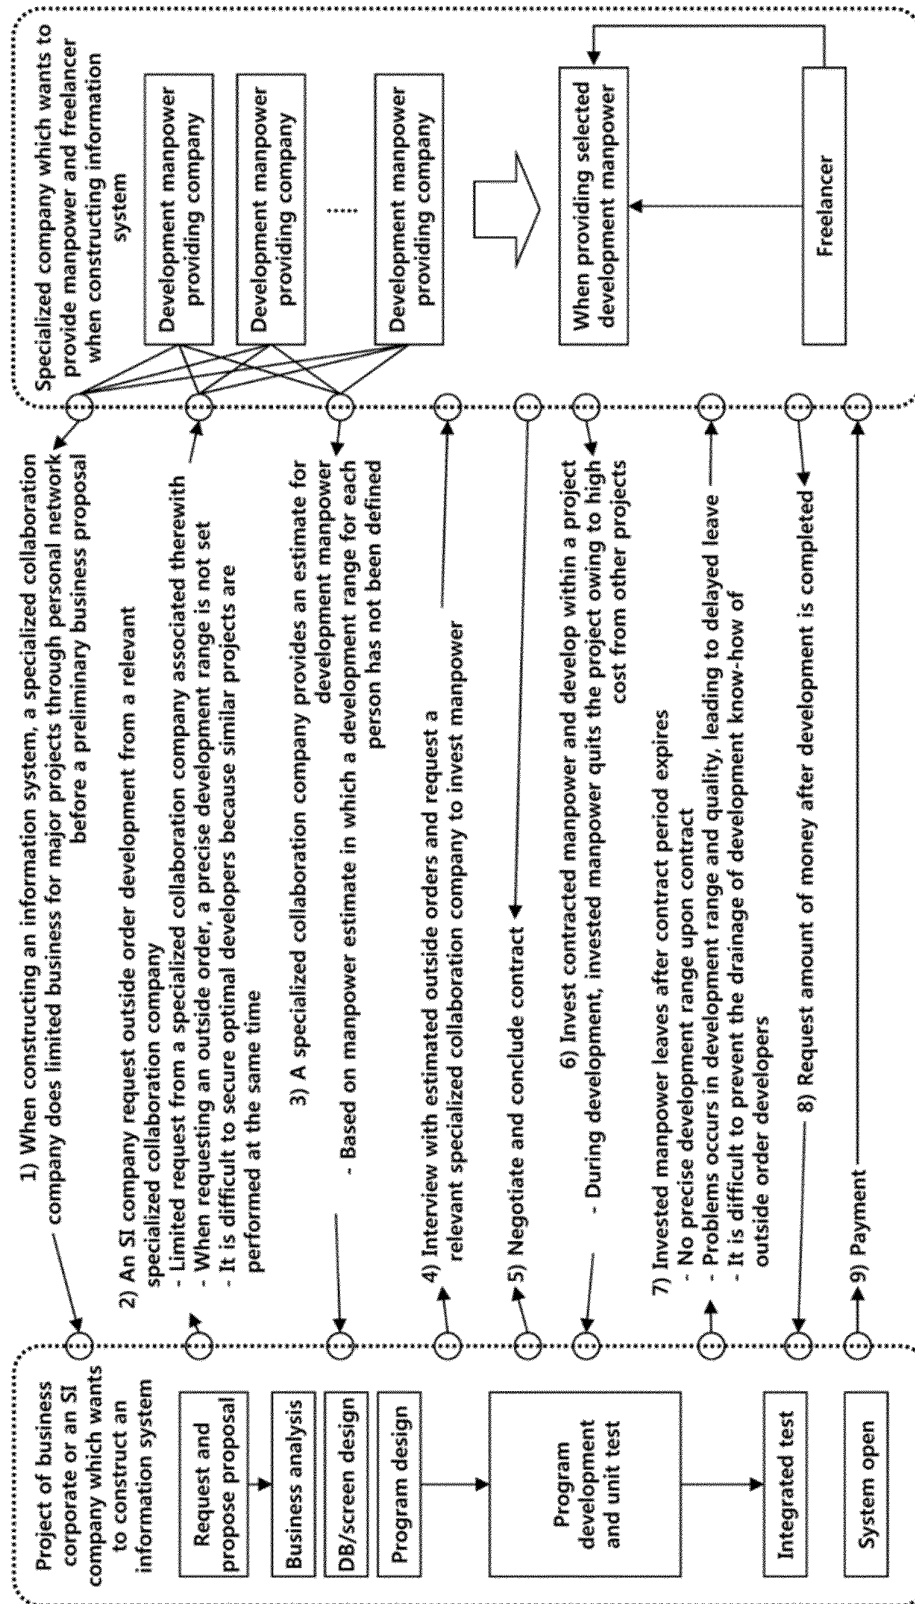 Project of business
corporate or an SI
company which wants
to construct an
information system
Request and
propose proposal
Business analysis
DB/screen design
Program design
Program
development
and unit test
Integrated test
System open
1) When constructing an information system, a specialized collaboration
company does limited business for major projects through personal network
before a preliminary business proposal
2) An SI company request outside order development from a relevant
specialized collaboration company
- Limited request from a specialized collaboration company associated therewith
- When requesting an outside order, a precise development range is not set
- It is difficult to secure optimal developers because similar projects are
performed at the same time
3) A specialized collaboration company provides an estimate for
development manpower
- Based on manpower estimate in which a development range for each
person has not been defined
4) Interview with estimated outside orders and request a
relevant specialized collaboration company to invest manpower
5) Negotiate and conclude contract
6) Invest contracted manpower and develop within a project
- During development, invested manpower quits the project owing to high
cost from other projects
7) Invested manpower leaves after contract period expires
- No precise development range upon contract
- Problems occurs in development range and quality, leading to delayed leave
- It is difficult to prevent the drainage of development know-how of
outside order developers
8) Request amount of money after development is completed
9) Payment
Specialized company which wants to
provide manpower and freelancer
when constructing information
system
Development manpower
providing company
Development manpower
providing company
......
Development manpower
providing company
When providing selected
development manpower
Freelancer